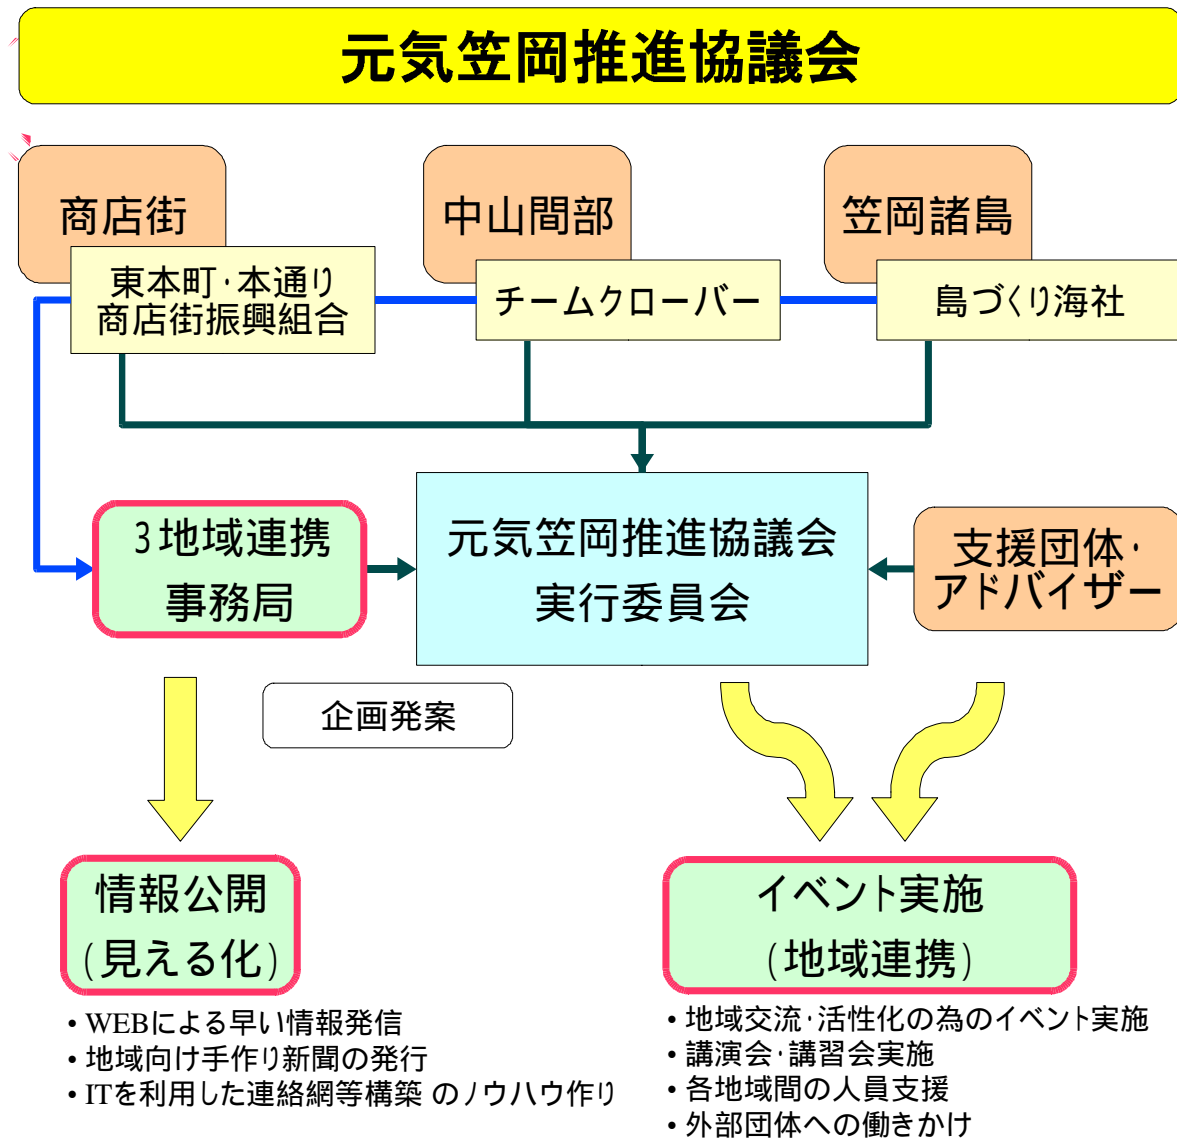 元気笠岡推進協議会
商店街
中山間部
笠岡諸島
東本町・本通り
商店街振興組合
チームクローバー
島づくり海社
3地域連携
事務局
元気笠岡推進協議会
実行委員会
支援団体・
アドバイザー
企画発案
情報公開
(見える化)
• WEBによる早い情報発信
• 地域向け手作り新聞の発行
• ITを利用した連絡網等構築 のノウハウ作り
イベント実施
(地域連携)
• 地域交流・活性化の為のイベント実施
• 講演会・講習会実施
• 各地域間の人員支援
• 外部団体への働きかけ